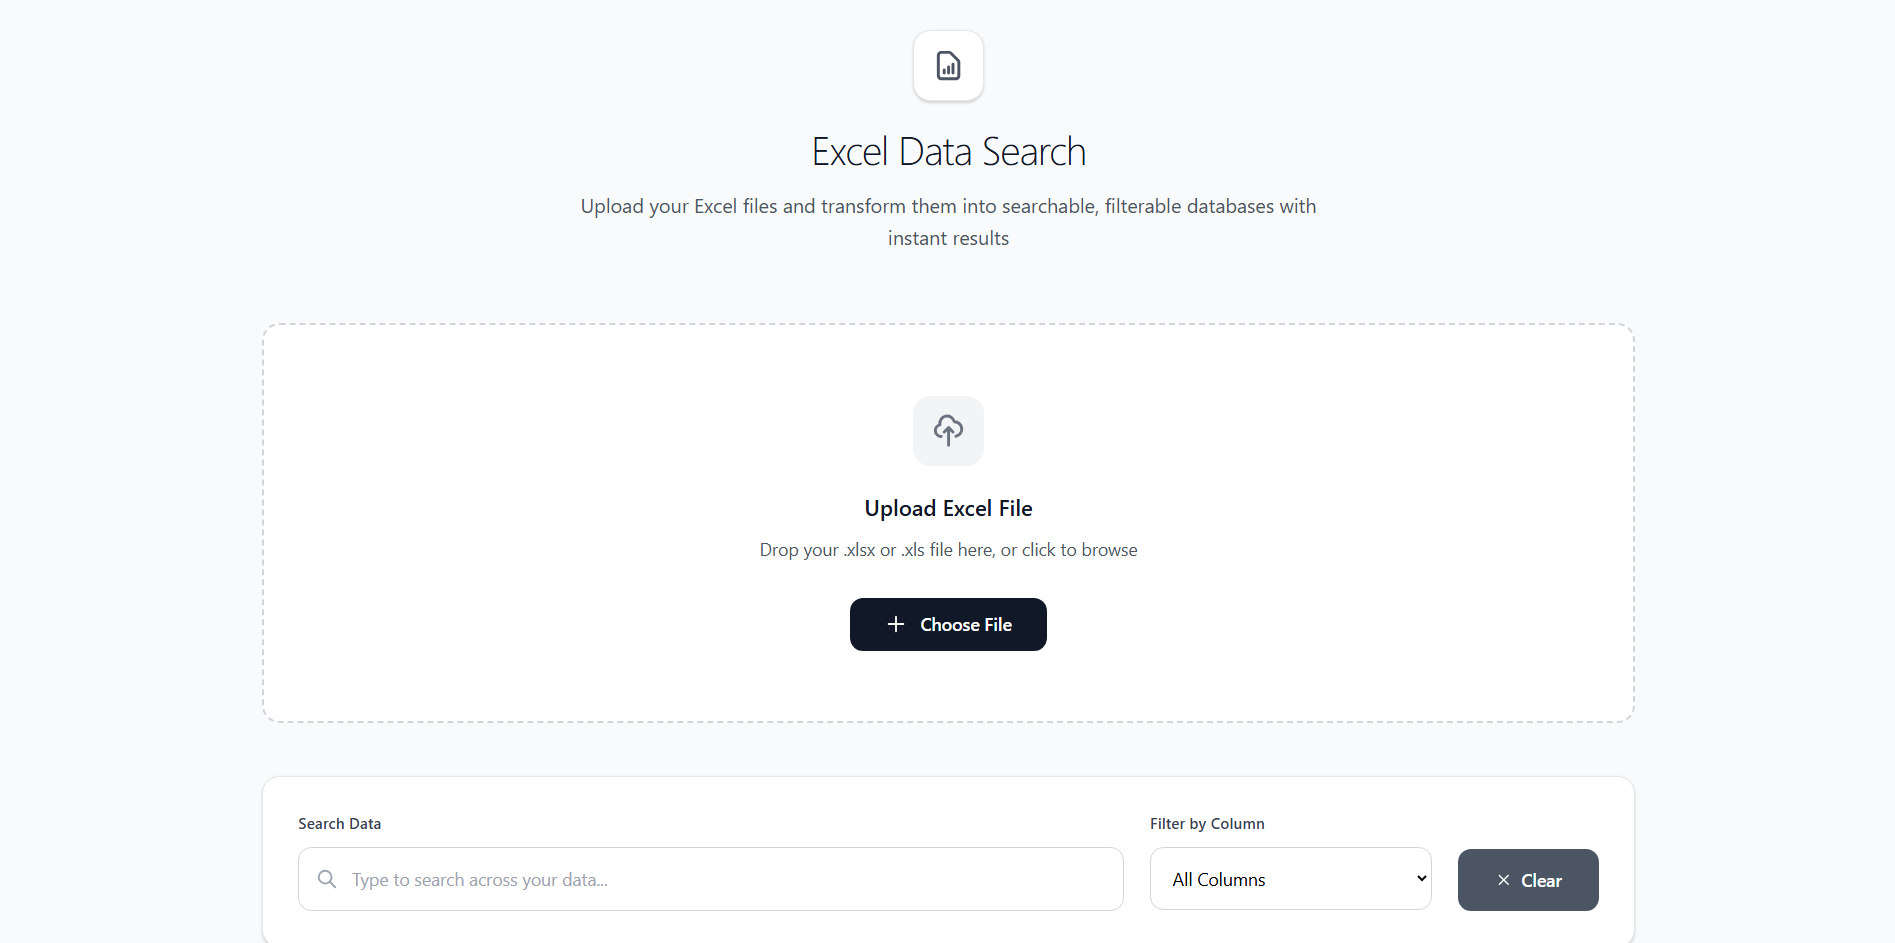 Excel Data Search
Upload your Excel files and transform them into searchable, filterable databases with
instant results
Upload Excel File
Drop your .xlsx or .xls file here, or click to browse
Choose File
Search Data
Filter by Column
Type to search across your data...
All Columns
Clear